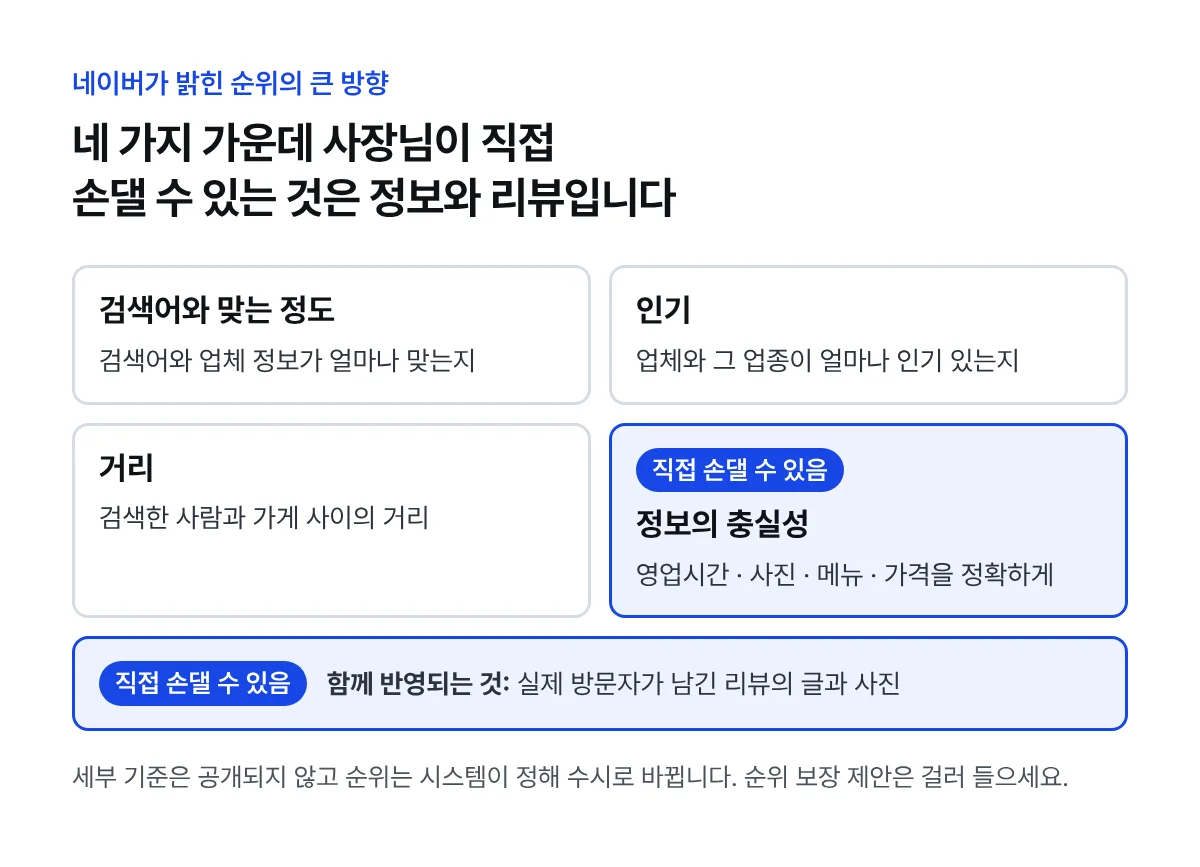 네이버가 밝힌 순위의 큰 방향
네 가지 가운데 사장님이 직접
손댈 수 있는 것은 정보와 리뷰입니다
검색어와 맞는 정도
검색어와 업체 정보가 얼마나 맞는지
인기
업체와 그 업종이 얼마나 인기 있는지
거리
검색한 사람과 가게 사이의 거리
직접 손댈 수 있음
정보의 충실성
영업시간 · 사진 · 메뉴 · 가격을 정확하게
직접 손댈 수 있음 함께 반영되는 것: 실제 방문자가 남긴 리뷰의 글과 사진
세부 기준은 공개되지 않고 순위는 시스템이 정해 수시로 바뀝니다. 순위 보장 제안은 걸러 들으세요.